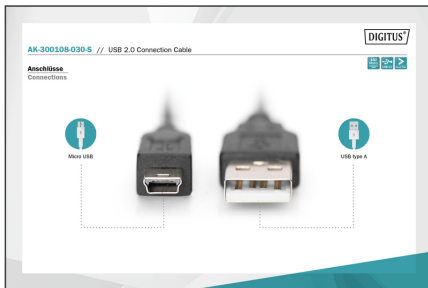 DIGITUS®
AK-300108-030-S // USB 2.0 Connection Cable
Anschlüsse
Connections
Micro USB
USB type A